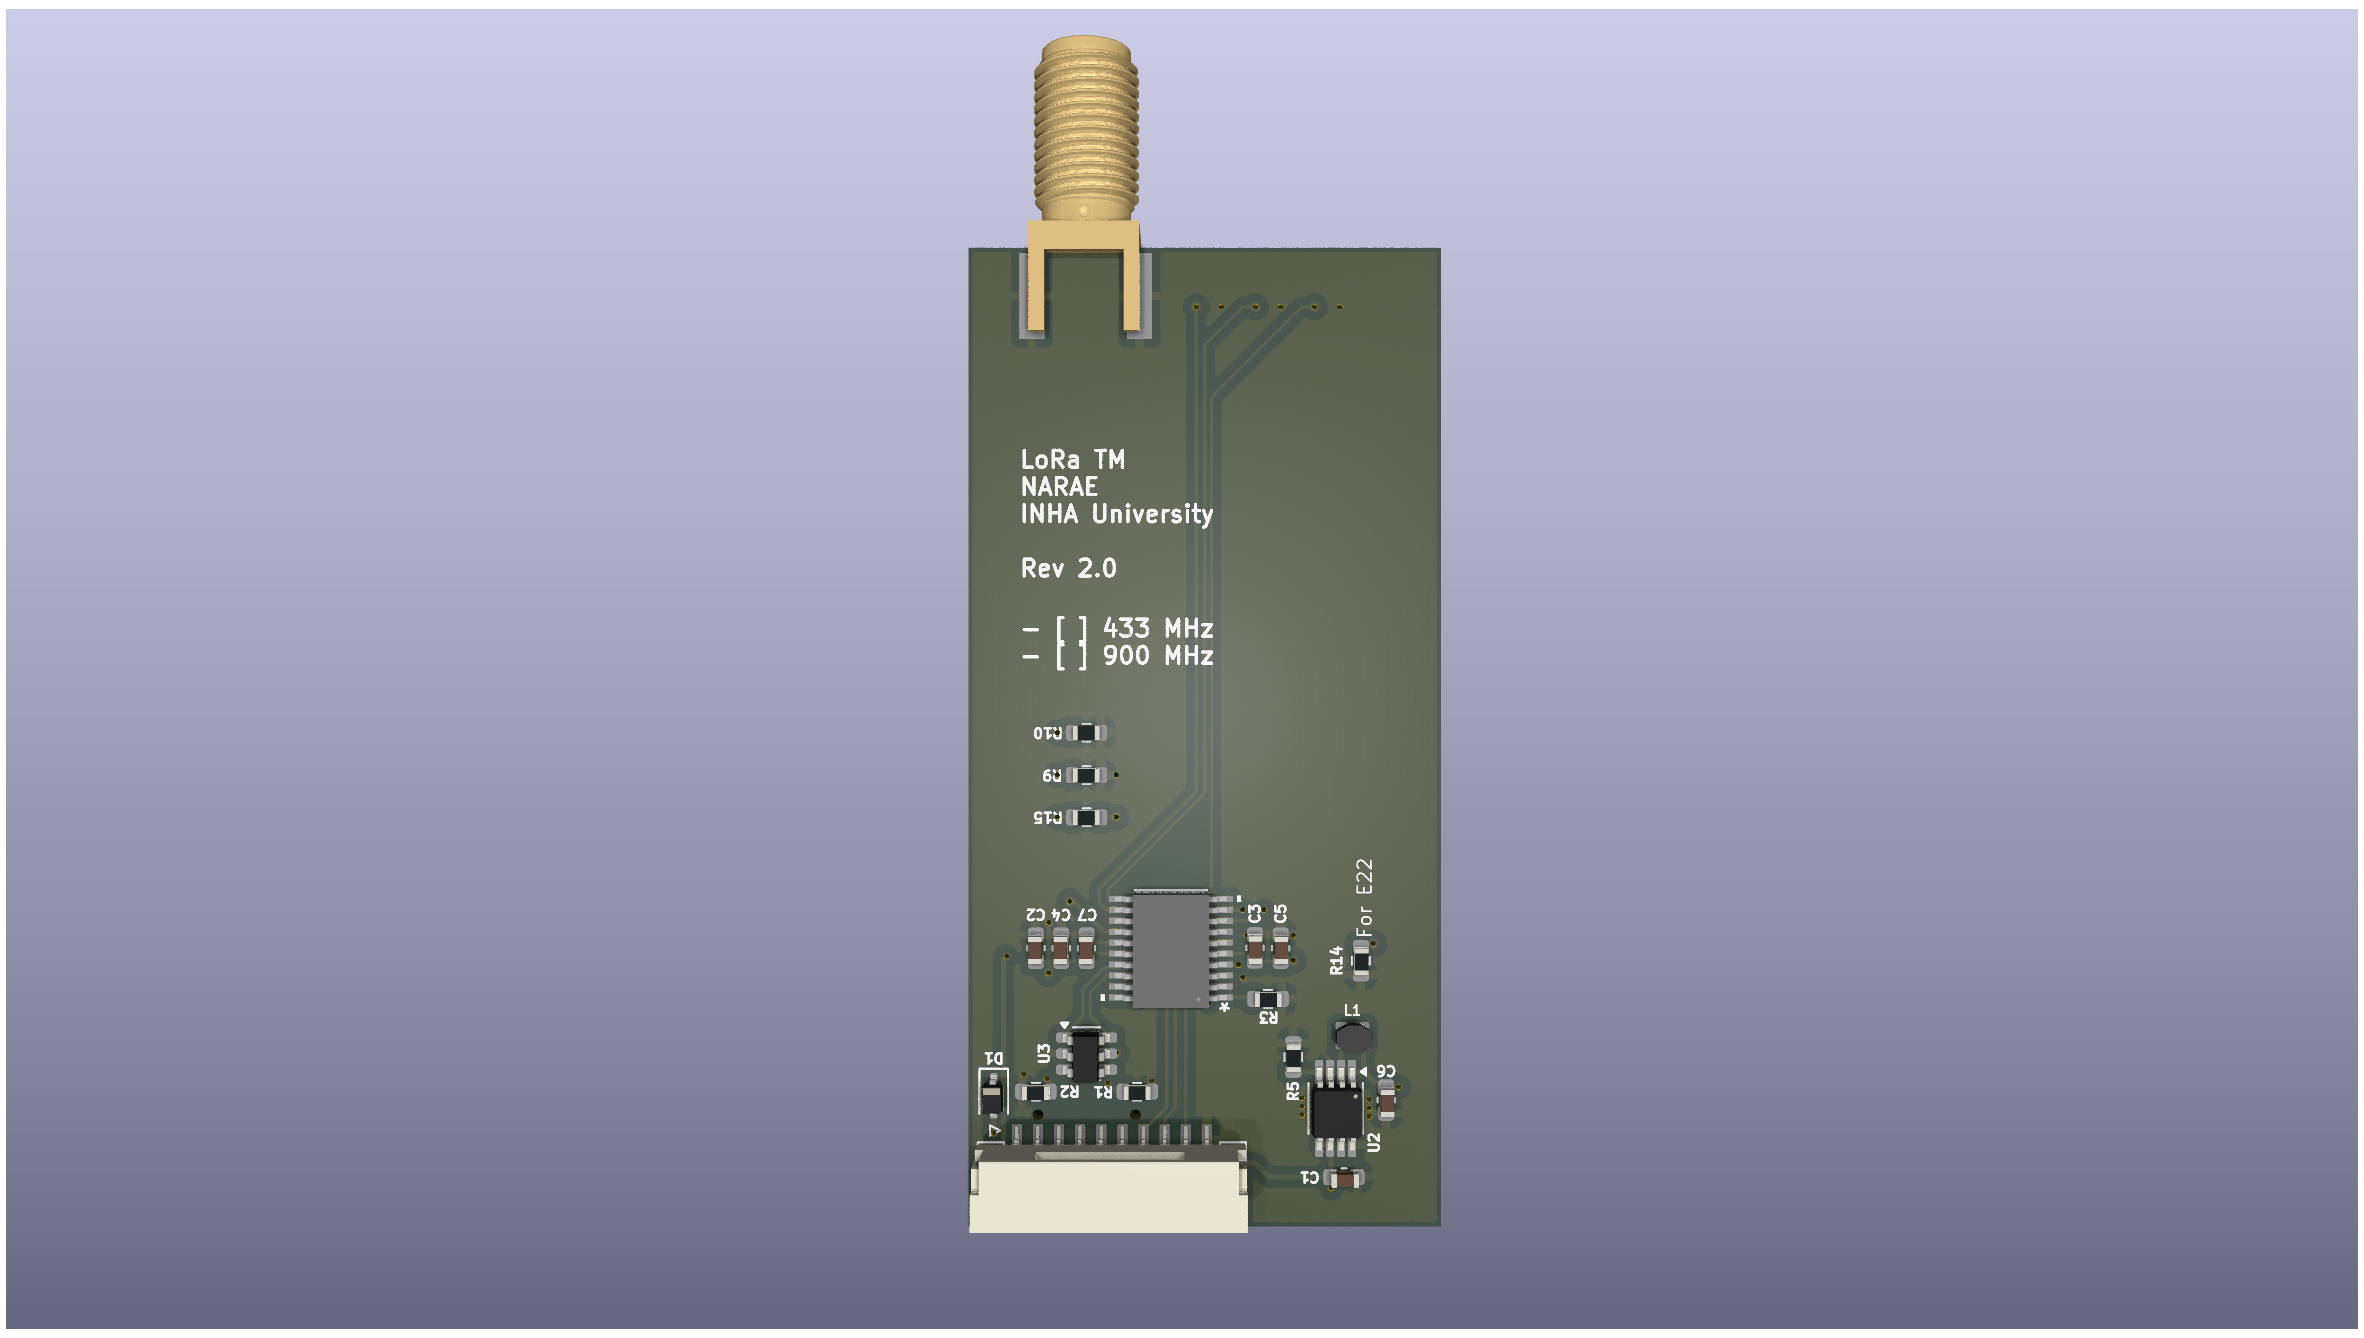 LoRa TM
NARAE
INHA University
Rev 2.0
- [ ] 433 MHz
- [ ] 900 MHz
R10
R9
R15
For E22
C2 C4 C7
C3 C5
R14
*
R3
L1
U3
D1
R2
R1
R5
C6
U2
C1